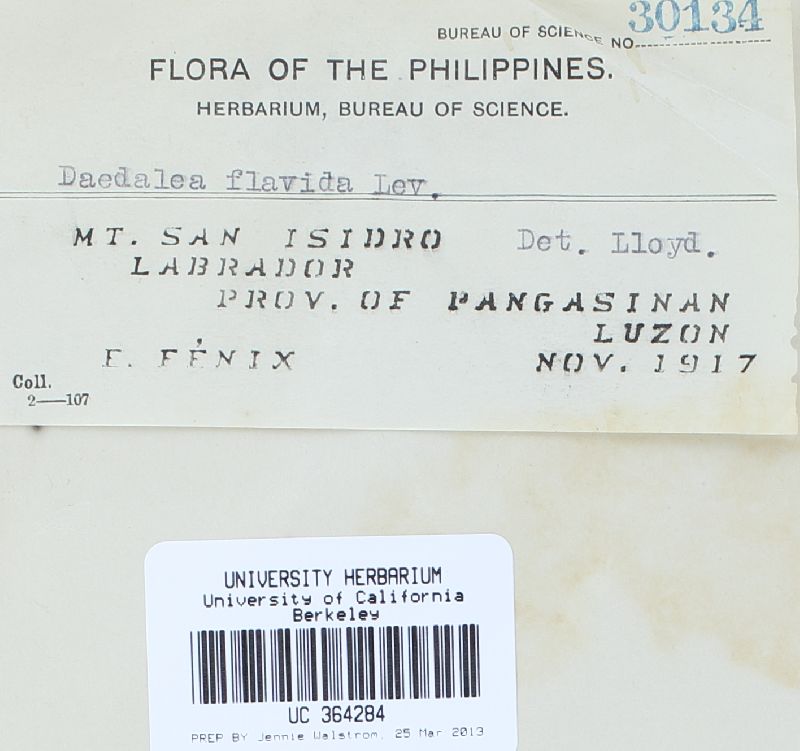 BUREAU OF SCIENCE NO. 30134
FLORA OF THE PHILIPPINES.
HERBARIUM, BUREAU OF SCIENCE.
Daedalea flavida Lev.
MT. SAN ISIDRO Det. Lloyd.
LABRADOR
PROV. OF PANGASINAN
LUZON
E. FÉNIX NOV. 1917
Coll.
2—107
UNIVERSITY HERBARIUM
University of California
Berkeley
UC 364284
PREP BY Jennie Walstrom, 25 Mar 2013